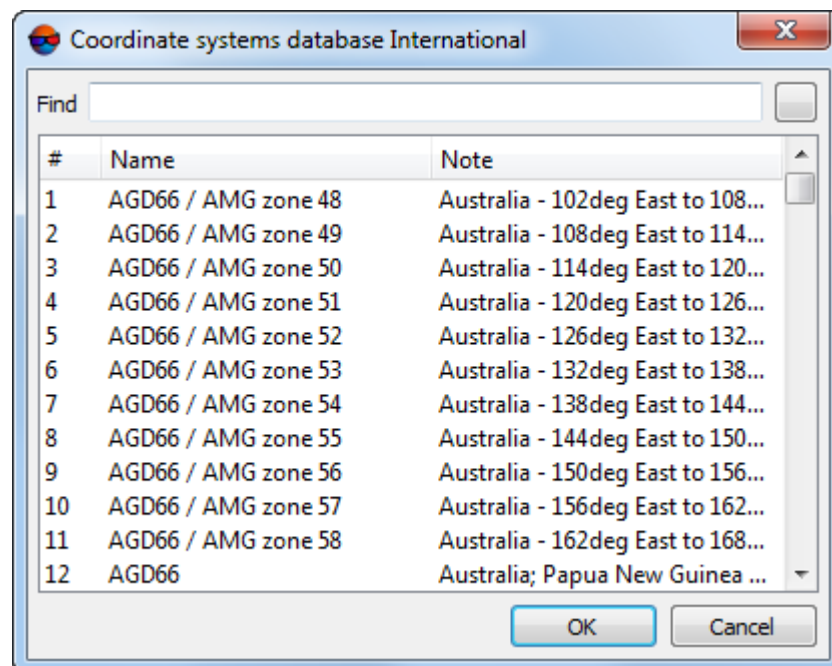 Coordinate systems database International
Find
# Name Note
1 AGD66 / AMG zone 48 Australia - 102deg East to 108...
2 AGD66 / AMG zone 49 Australia - 108deg East to 114...
3 AGD66 / AMG zone 50 Australia - 114deg East to 120...
4 AGD66 / AMG zone 51 Australia - 120deg East to 126...
5 AGD66 / AMG zone 52 Australia - 126deg East to 132...
6 AGD66 / AMG zone 53 Australia - 132deg East to 138...
7 AGD66 / AMG zone 54 Australia - 138deg East to 144...
8 AGD66 / AMG zone 55 Australia - 144deg East to 150...
9 AGD66 / AMG zone 56 Australia - 150deg East to 156...
10 AGD66 / AMG zone 57 Australia - 156deg East to 162...
11 AGD66 / AMG zone 58 Australia - 162deg East to 168...
12 AGD66 Australia; Papua New Guinea ...
OK Cancel